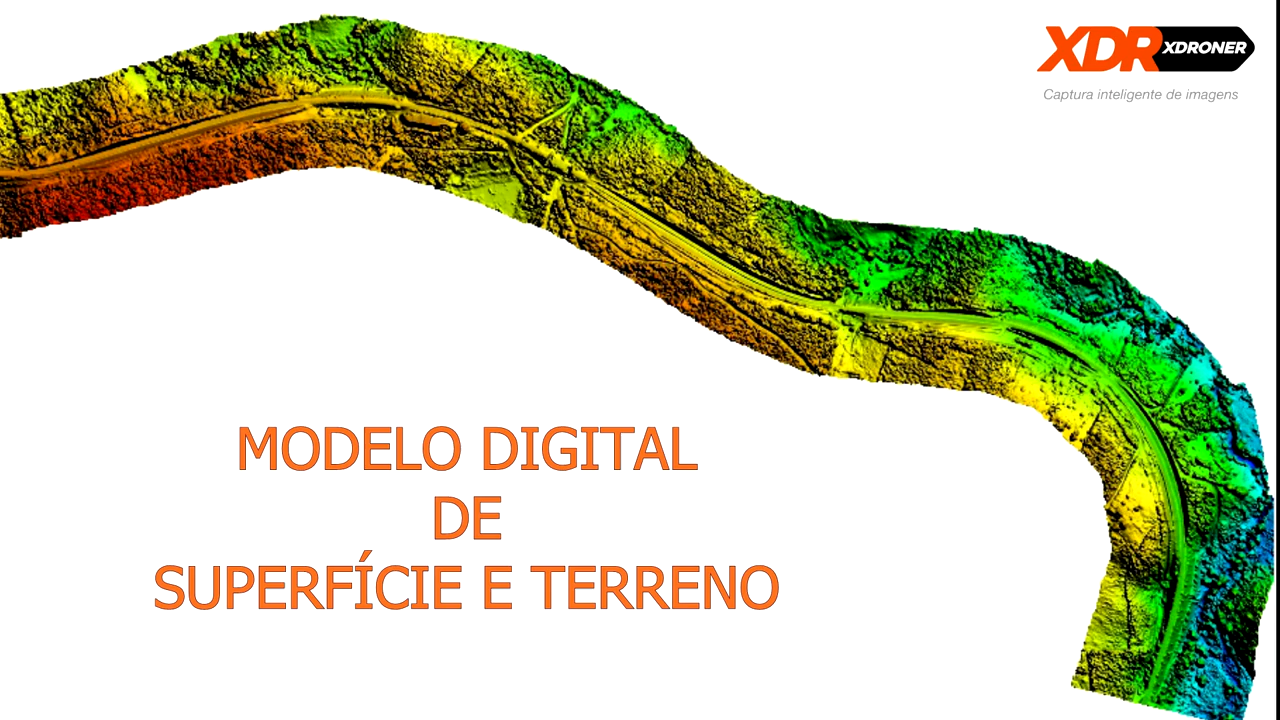 XDR XDRONER
Captura inteligente de imagens
MODELO DIGITAL
DE
SUPERFÍCIE E TERRENO